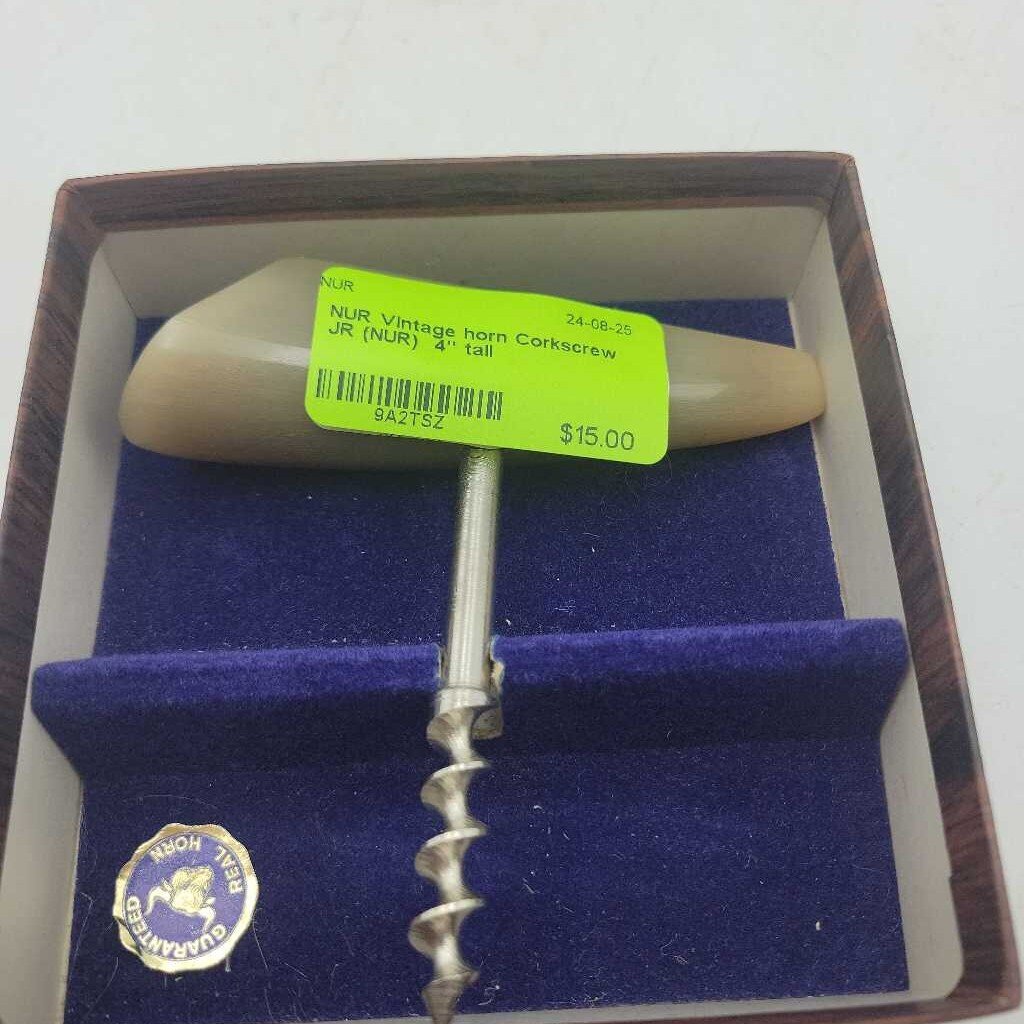 NUR
24-08-25
NUR Vintage horn Corkscrew
JR (NUR) 4" tall
9A2TSZ
$15.00
REAL HORN
GUARANTEED